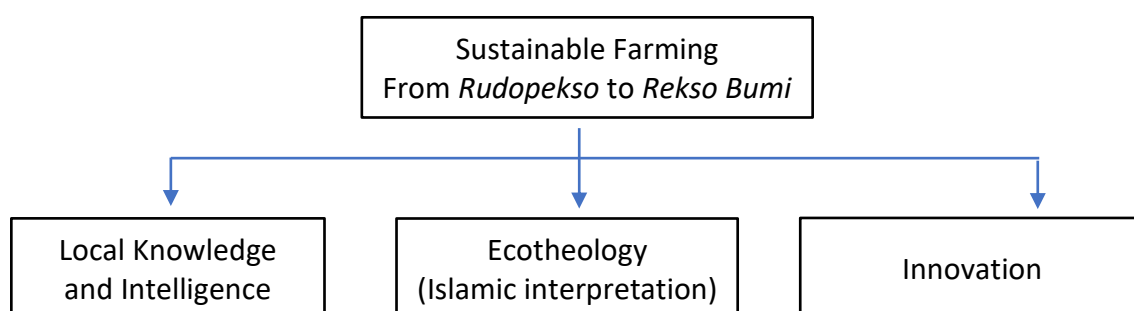 Sustainable Farming
From Rudopekso to Rekso Bumi
Local Knowledge
and Intelligence
Ecotheology
(Islamic interpretation)
Innovation